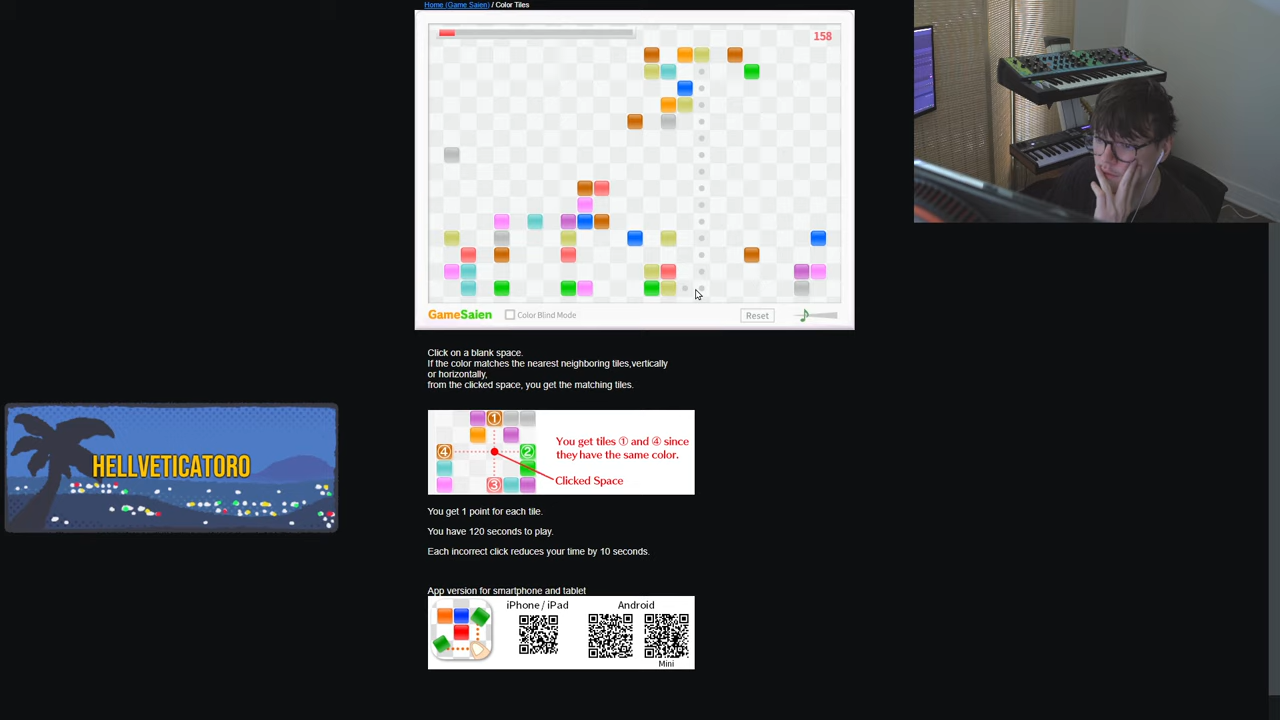 Home (Game Saien) / Color Tiles
158
GameSaien
Color Blind Mode
Reset
Click on a blank space.
If the color matches the nearest neighboring tiles,vertically
or horizontally,
from the clicked space, you get the matching tiles.
①
④
②
③
You get tiles ① and ④ since
they have the same color.
Clicked Space
HELLVETICATORO
You get 1 point for each tile.
You have 120 seconds to play.
Each incorrect click reduces your time by 10 seconds.
App version for smartphone and tablet
iPhone / iPad
Android
Mini